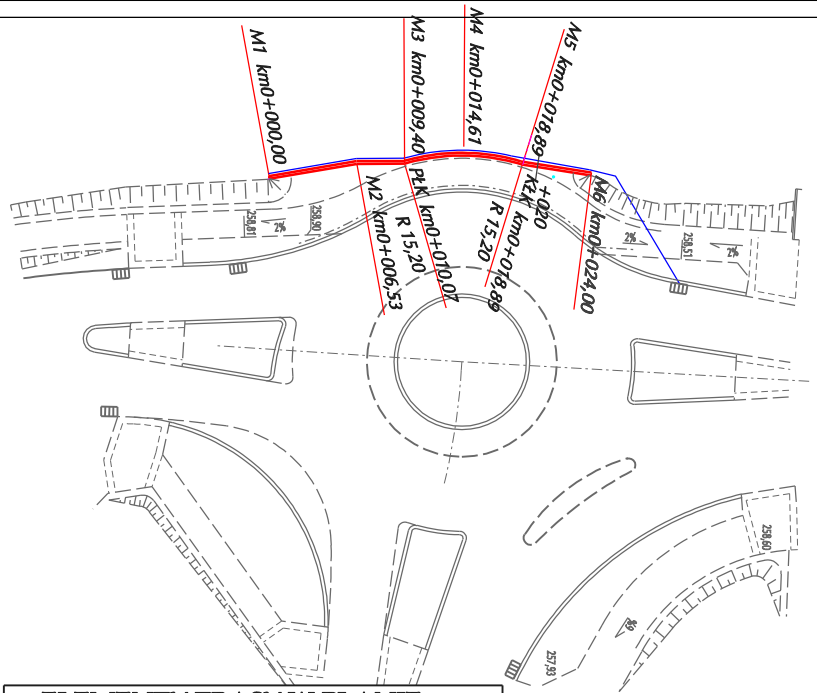 M1 km0+000,00
M2 km0+006,53
M3 km0+009,40
PŁK km0+010,07
R 15,20
M4 km0+014,61
M5 km0+018,89
KŁK km0+018,89
R 15,20
+020
M6 km0+024,00
258,81
2%
258,90
2%
258,51
2%
258,60
257,93